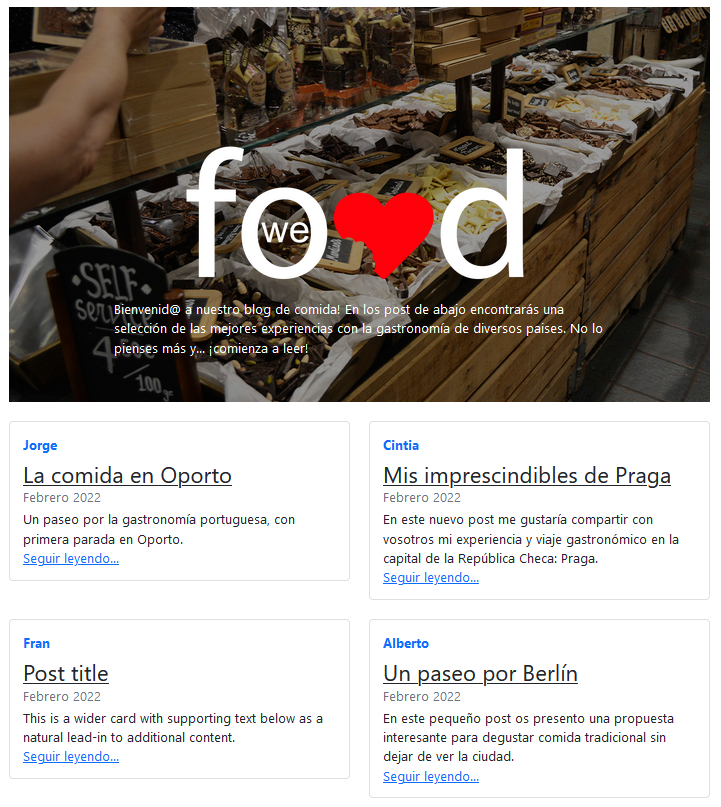 food
we
SELF
service
100gr
Bienvenid@ a nuestro blog de comida! En los post de abajo encontrarás una
selección de las mejores experiencias con la gastronomía de diversos países. No lo
pienses más y... ¡comienza a leer!
Jorge
La comida en Oporto
Febrero 2022
Un paseo por la gastronomía portuguesa, con
primera parada en Oporto.
Seguir leyendo...
Cintia
Mis imprescindibles de Praga
Febrero 2022
En este nuevo post me gustaría compartir con
vosotros mi experiencia y viaje gastronómico en la
capital de la República Checa: Praga.
Seguir leyendo...
Fran
Post title
Febrero 2022
This is a wider card with supporting text below as a
natural lead-in to additional content.
Seguir leyendo...
Alberto
Un paseo por Berlín
Febrero 2022
En este pequeño post os presento una propuesta
interesante para degustar comida tradicional sin
dejar de ver la ciudad.
Seguir leyendo...